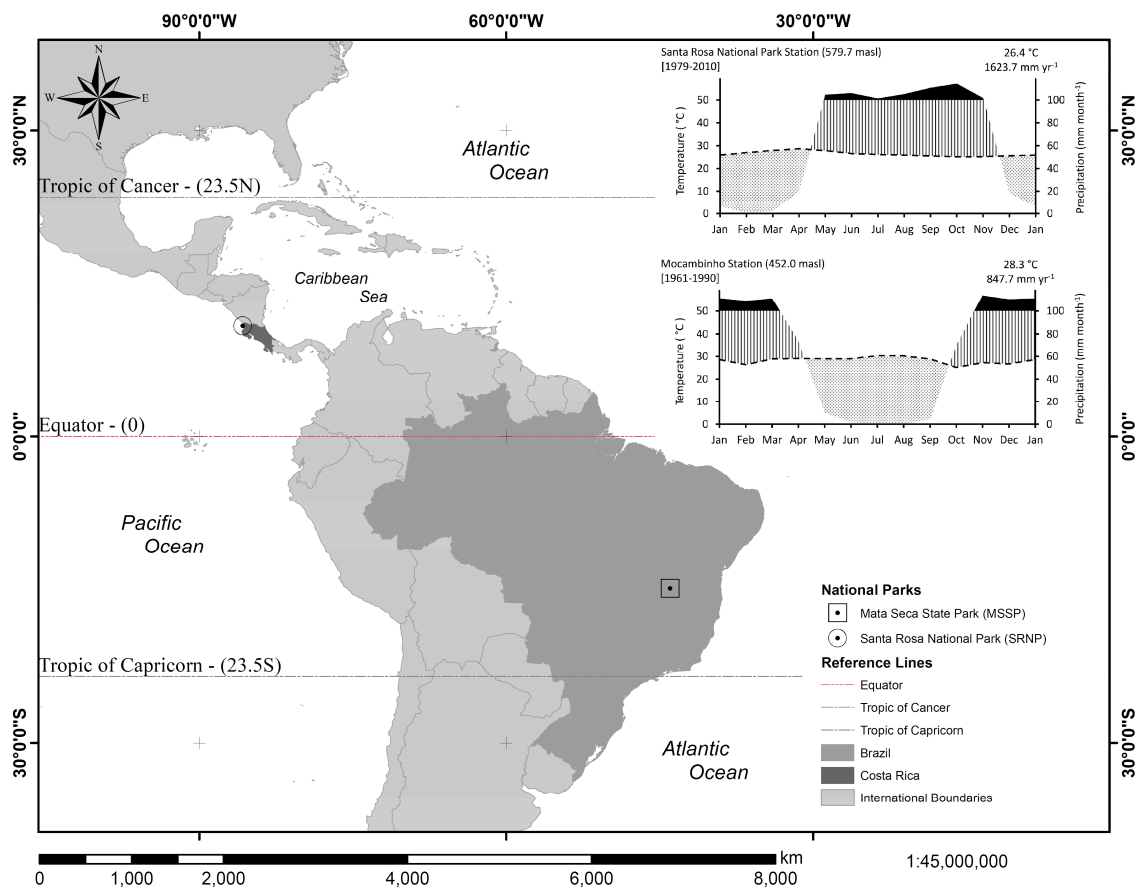 90°0'0"W 60°0'0"W 30°0'0"W
N
W E
S
30°0'0"N
30°0'0"N
Santa Rosa National Park Station (579.7 masl) 26.4 °C
[1979-2010] 1623.7 mm yr-1
Temperature ( °C)
50
40
30
20
10
0
100
80
60
40
20
0
Precipitation (mm month-1)
Jan Feb Mar Apr May Jun Jul Aug Sep Oct Nov Dec Jan
Atlantic
Ocean
Tropic of Cancer - (23.5N)
Mocambinho Station (452.0 masl) 28.3 °C
[1961-1990] 847.7 mm yr-1
Temperature ( °C)
50
40
30
20
10
0
100
80
60
40
20
0
Precipitation (mm month-1)
Jan Feb Mar Apr May Jun Jul Aug Sep Oct Nov Dec Jan
Caribbean
Sea
Equator - (0)
0°0'0"
0°0'0"
Pacific
Ocean
Tropic of Capricorn - (23.5S)
National Parks
Mata Seca State Park (MSSP)
Santa Rosa National Park (SRNP)
Reference Lines
Equator
Tropic of Cancer
Tropic of Capricorn
Brazil
Costa Rica
International Boundaries
Atlantic
Ocean
30°0'0"S
30°0'0"S
km
0 1,000 2,000 4,000 6,000 8,000
1:45,000,000